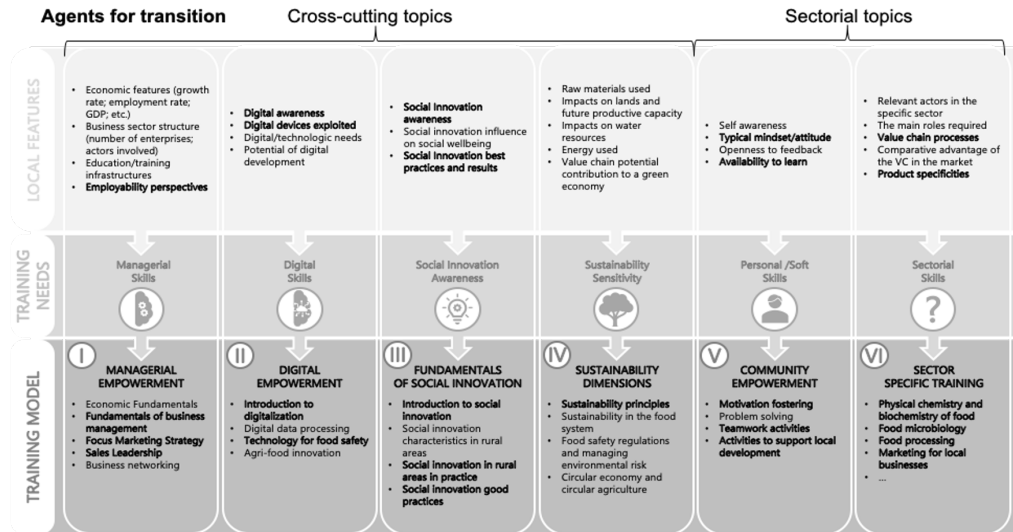 Agents for transition
Cross-cutting topics
Sectorial topics
LOCAL FEATURES
• Economic features (growth
rate; employment rate;
GDP; etc.)
• Business sector structure
(number of enterprises;
actors involved)
• Education/training
infrastructures
• Employability perspectives
• Digital awareness
• Digital devices exploited
• Digital/technologic needs
• Potential of digital
development
• Social Innovation
awareness
• Social innovation influence
on social wellbeing
• Social Innovation best
practices and results
• Raw materials used
• Impacts on lands and
future productive capacity
• Impacts on water
resources
• Energy used
• Value chain potential
contribution to a green
economy
• Self awareness
• Typical mindset/attitude
• Openness to feedback
• Availability to learn
• Relevant actors in the
specific sector
• The main roles required
• Value chain processes
• Comparative advantage of
the VC in the market
• Product specificities
TRAINING
NEEDS
Managerial
Skills
Digital
Skills
Social Innovation
Awareness
Sustainability
Sensitivity
Personal /Soft
Skills
Sectorial
Skills
?
TRAINING MODEL
I
MANAGERIAL
EMPOWERMENT
• Economic Fundamentals
• Fundamentals of business
management
• Focus Marketing Strategy
• Sales Leadership
• Business networking
II
DIGITAL
EMPOWERMENT
• Introduction to
digitalization
• Digital data processing
• Technology for food safety
• Agri-food innovation
III
FUNDAMENTALS
OF SOCIAL INNOVATION
• Introduction to social
innovation
• Social innovation
characteristics in rural
areas
• Social innovation in rural
areas in practice
• Social innovation good
practices
IV
SUSTAINABILITY
DIMENSIONS
• Sustainability principles
• Sustainability in the food
system
• Food safety regulations
and managing
environmental risk
• Circular economy and
circular agriculture
V
COMMUNITY
EMPOWERMENT
• Motivation fostering
• Problem solving
• Teamwork activities
• Activities to support local
development
VI
SECTOR
SPECIFIC TRAINING
• Physical chemistry and
biochemistry of food
• Food microbiology
• Food processing
• Marketing for local
businesses
• ...